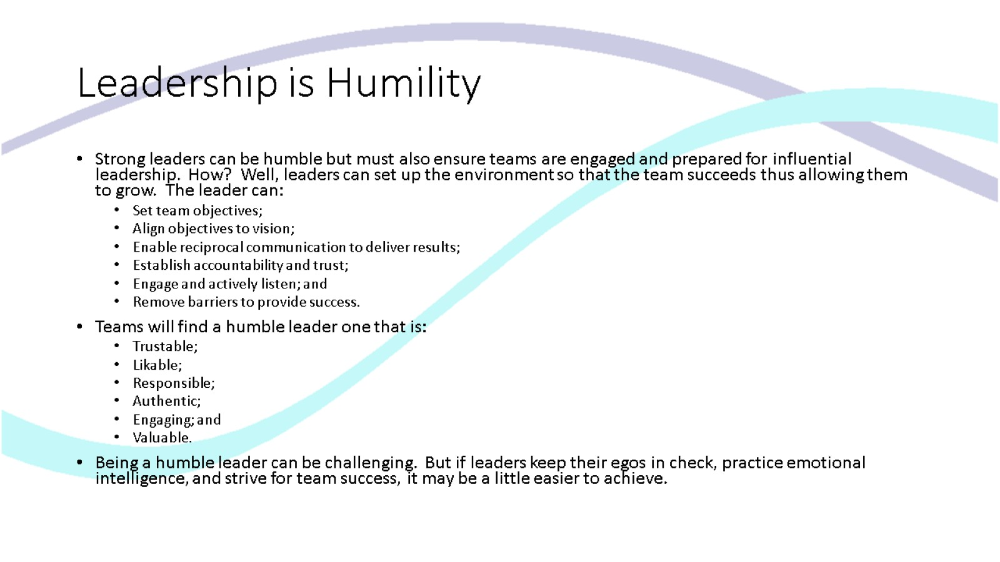 Leadership is Humility
• Strong leaders can be humble but must also ensure teams are engaged and prepared for influential
leadership.  How?  Well, leaders can set up the environment so that the team succeeds thus allowing them
to grow.  The leader can:
• Set team objectives;
• Align objectives to vision;
• Enable reciprocal communication to deliver results;
• Establish accountability and trust;
• Engage and actively listen; and
• Remove barriers to provide success.
• Teams will find a humble leader one that is:
• Trustable;
• Likable;
• Responsible;
• Authentic;
• Engaging; and
• Valuable.
• Being a humble leader can be challenging.  But if leaders keep their egos in check, practice emotional
intelligence, and strive for team success, it may be a little easier to achieve.